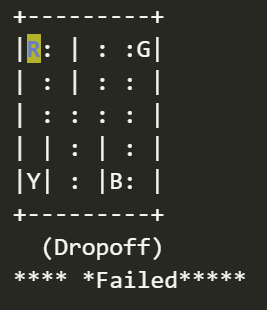 +---------+
|R: | : :G|
| : | : : |
| : : : : |
| | : | : |
|Y| : |B: |
+---------+
  (Dropoff)
**** *Failed*****